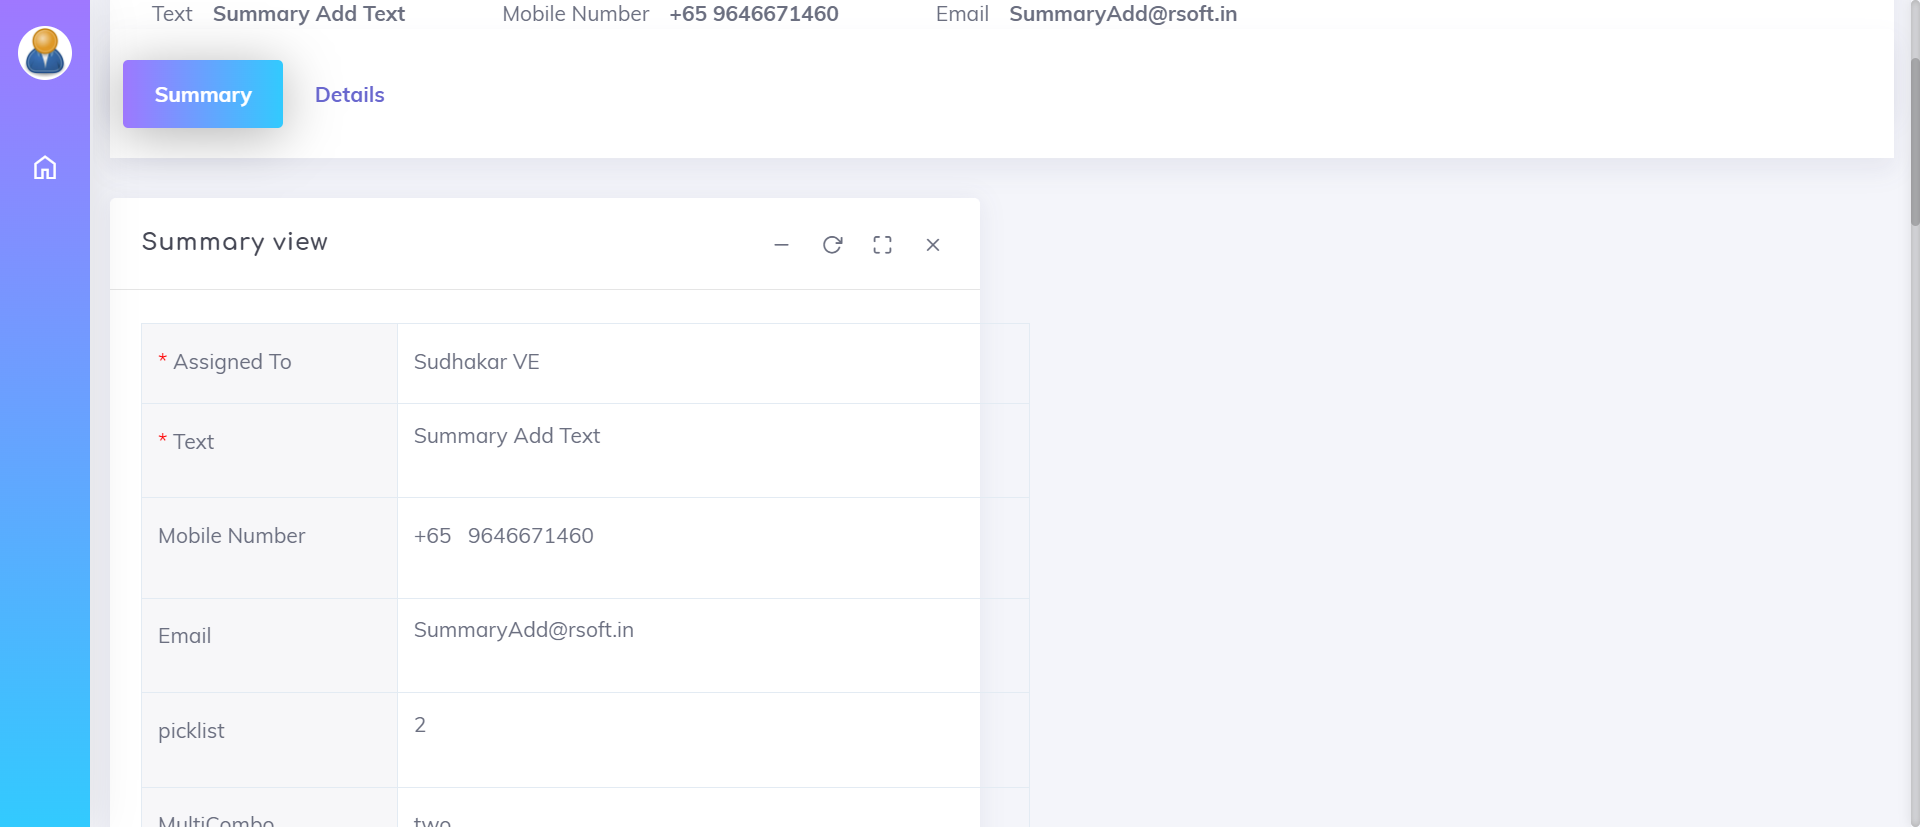 Text Summary Add Text Mobile Number +65 9646671460 Email SummaryAdd@rsoft.in
Summary Details
Summary view
* Assigned To Sudhakar VE
* Text Summary Add Text
Mobile Number +65 9646671460
Email SummaryAdd@rsoft.in
picklist 2
MultiCombo two